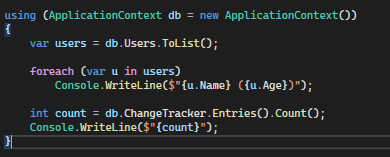 using (ApplicationContext db = new ApplicationContext())
{
    var users = db.Users.ToList();
    foreach (var u in users)
        Console.WriteLine($"{u.Name} ({u.Age})");
    int count = db.ChangeTracker.Entries().Count();
    Console.WriteLine($"{count}");
}